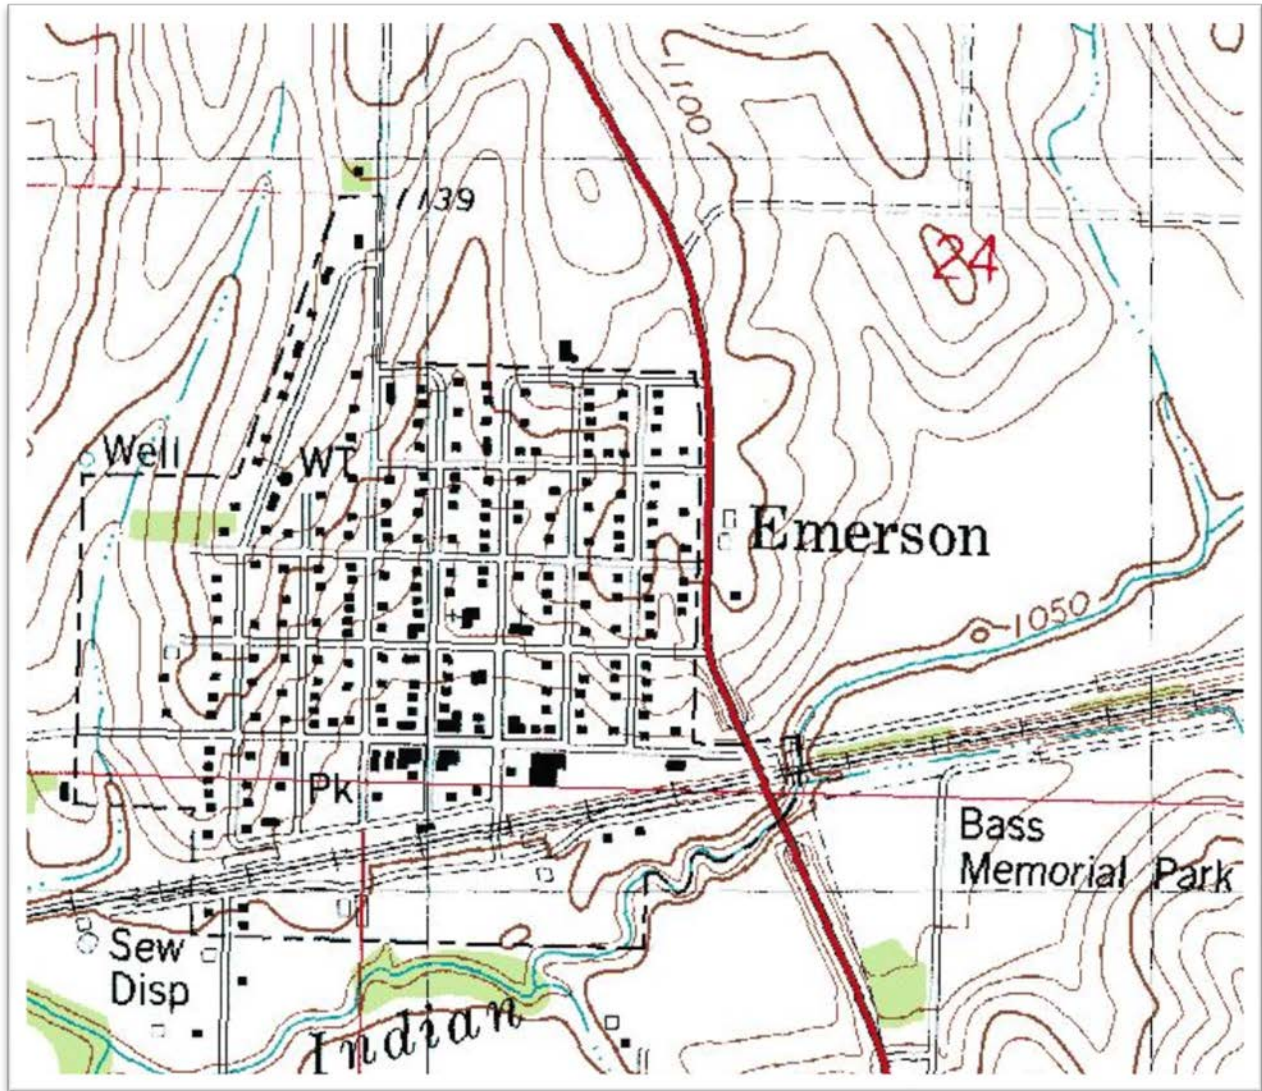 1100
1139
24
Well
WT
Emerson
1050
Pk
Bass
Memorial Park
Sew
Disp
Indian